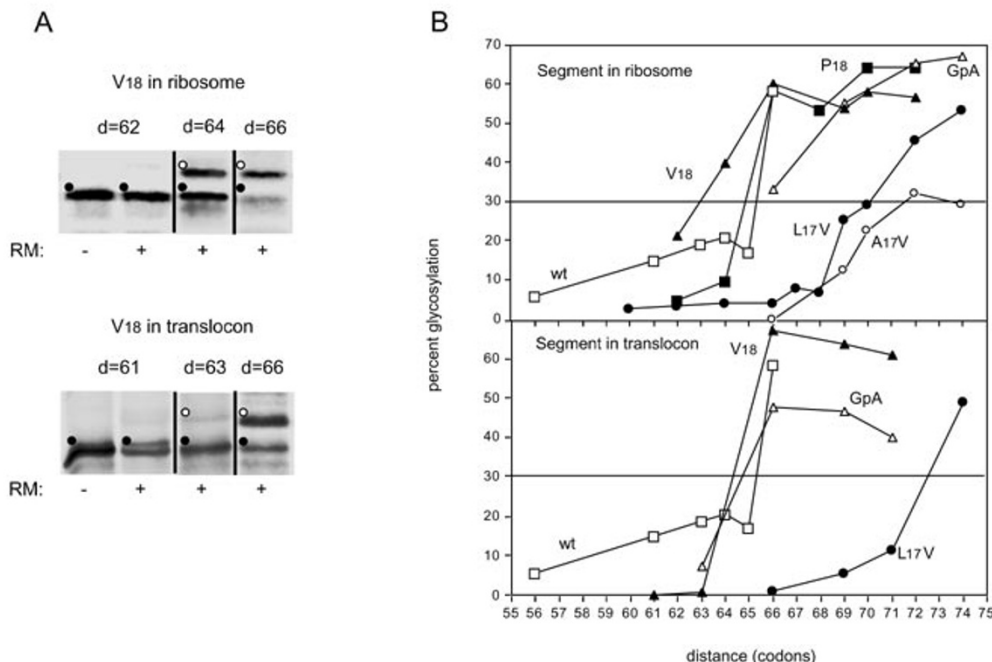 A
V18 in ribosome
d=62 d=64 d=66
RM: - + + +
V18 in translocon
d=61 d=63 d=66
RM: - + + +
B
percent glycosylation
70
60
50
40
30
20
10
0
Segment in ribosome
P18
GpA
V18
L17V
A17V
wt
60
50
40
30
20
10
0
Segment in translocon
V18
GpA
wt
L17V
55 56 57 58 59 60 61 62 63 64 65 66 67 68 69 70 71 72 73 74 75
distance (codons)